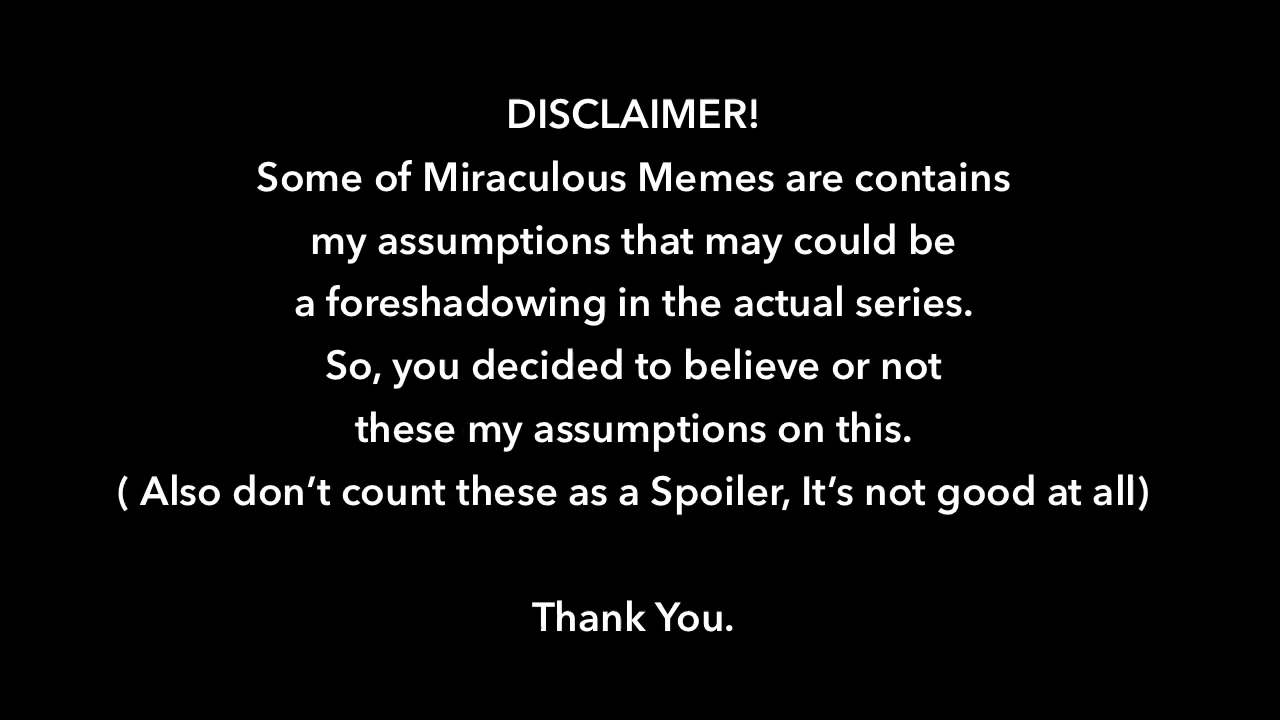 DISCLAIMER!
Some of Miraculous Memes are contains
my assumptions that may could be
a foreshadowing in the actual series.
So, you decided to believe or not
these my assumptions on this.
( Also don’t count these as a Spoiler, It’s not good at all)
Thank You.